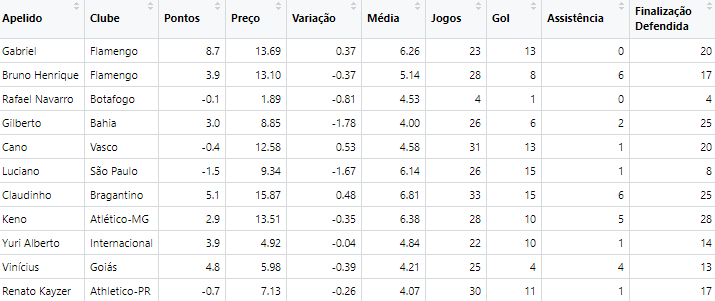 Apelido Clube Pontos Preço Variação Média Jogos Gol Assistência Finalização Defendida
Gabriel Flamengo 8.7 13.69 0.37 6.26 23 13 0 20
Bruno Henrique Flamengo 3.9 13.10 -0.37 5.14 28 8 6 17
Rafael Navarro Botafogo -0.1 1.89 -0.81 4.53 4 1 0 4
Gilberto Bahia 3.0 8.85 -1.78 4.00 26 6 2 25
Cano Vasco -0.4 12.58 0.53 4.58 31 13 1 20
Luciano São Paulo -1.5 9.34 -1.67 6.14 26 15 1 8
Claudinho Bragantino 5.1 15.87 0.48 6.81 33 15 6 25
Keno Atlético-MG 2.9 13.51 -0.35 6.38 28 10 5 28
Yuri Alberto Internacional 3.9 4.92 -0.04 4.84 22 10 1 14
Vinícius Goiás 4.8 5.98 -0.39 4.21 25 4 4 13
Renato Kayzer Athletico-PR -0.7 7.13 -0.26 4.07 30 11 1 17